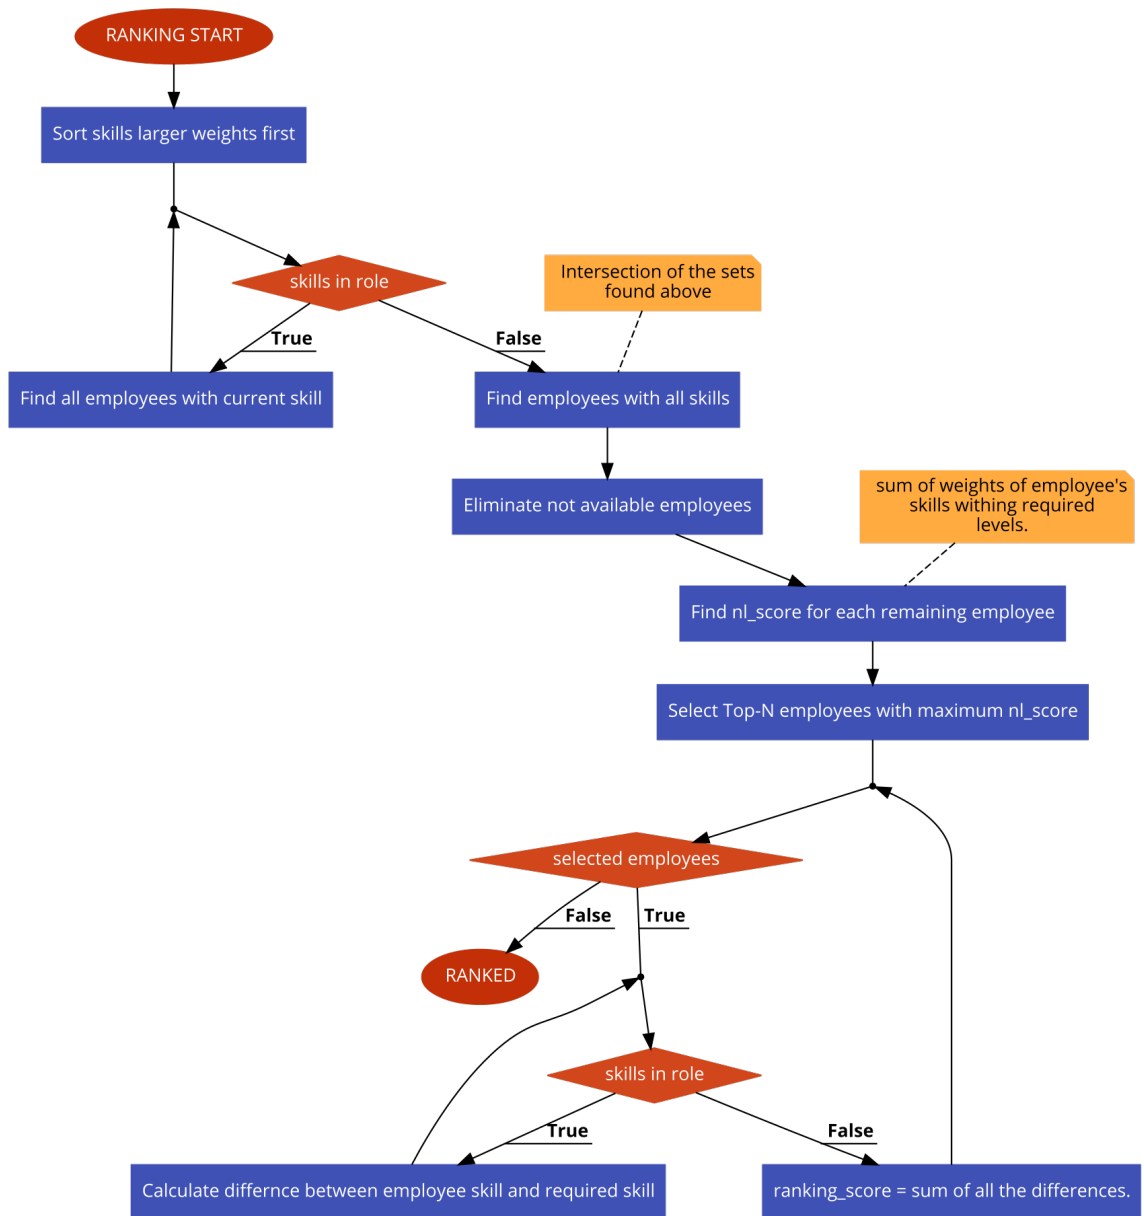 RANKING START
Sort skills larger weights first
skills in role
Intersection of the sets
found above
True
False
Find all employees with current skill
Find employees with all skills
Eliminate not available employees
sum of weights of employee's
skills withing required
levels.
Find nl_score for each remaining employee
Select Top-N employees with maximum nl_score
selected employees
False
True
RANKED
skills in role
True
False
Calculate differnce between employee skill and required skill
ranking_score = sum of all the differences.